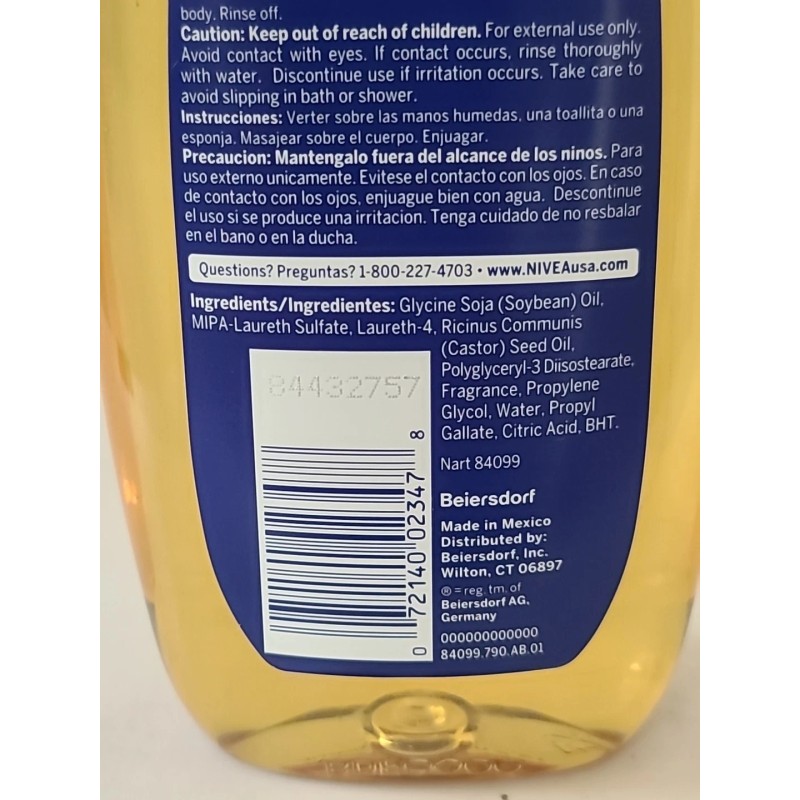 body. Rinse off.
Caution: Keep out of reach of children. For external use only.
Avoid contact with eyes. If contact occurs, rinse thoroughly
with water. Discontinue use if irritation occurs. Take care to
avoid slipping in bath or shower.
Instrucciones: Verter sobre las manos humedas, una toallita o una
esponja. Masajear sobre el cuerpo. Enjuagar.
Precaucion: Mantengalo fuera del alcance de los ninos. Para
uso externo unicamente. Evitese el contacto con los ojos. En caso
de contacto con los ojos, enjuague bien con agua. Descontinue
el uso si se produce una irritacion. Tenga cuidado de no resbalar
en el bano o en la ducha.
Questions? Preguntas? 1-800-227-4703 • www.NIVEAusa.com
Ingredients/Ingredientes: Glycine Soja (Soybean) Oil,
MIPA-Laureth Sulfate, Laureth-4, Ricinus Communis
(Castor) Seed Oil,
Polyglyceryl-3 Diisostearate,
Fragrance, Propylene
Glycol, Water, Propyl
Gallate, Citric Acid, BHT.
84432757
0 72140 02347 8
Nart 84099
Beiersdorf
Made in Mexico
Distributed by:
Beiersdorf, Inc.
Wilton, CT 06897
® = reg. tm. of
Beiersdorf AG,
Germany
000000000000
84099.790.AB.01